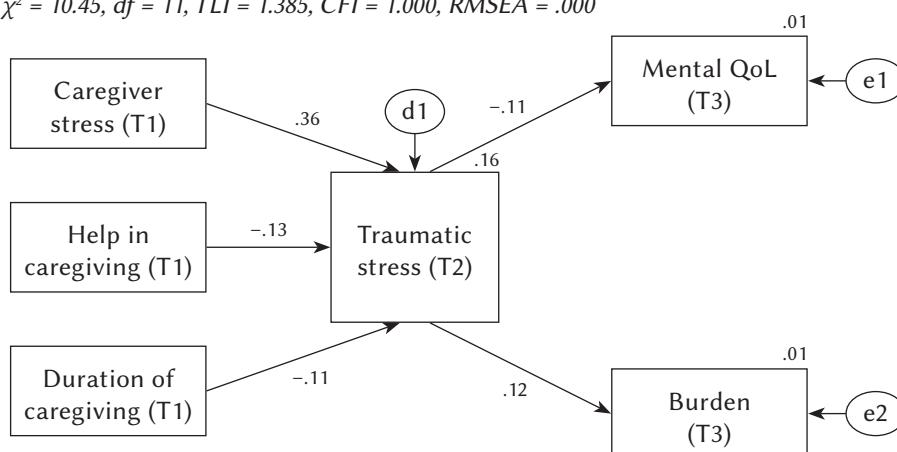 χ² = 10.45, df = 11, TLI = 1.385, CFI = 1.000, RMSEA = .000
.01
Mental QoL
(T3)
e1
Caregiver
stress (T1)
.36
d1
−.11
.16
Help in
caregiving (T1)
−.13
Traumatic
stress (T2)
Duration of
caregiving (T1)
−.11
.12
.01
Burden
(T3)
e2